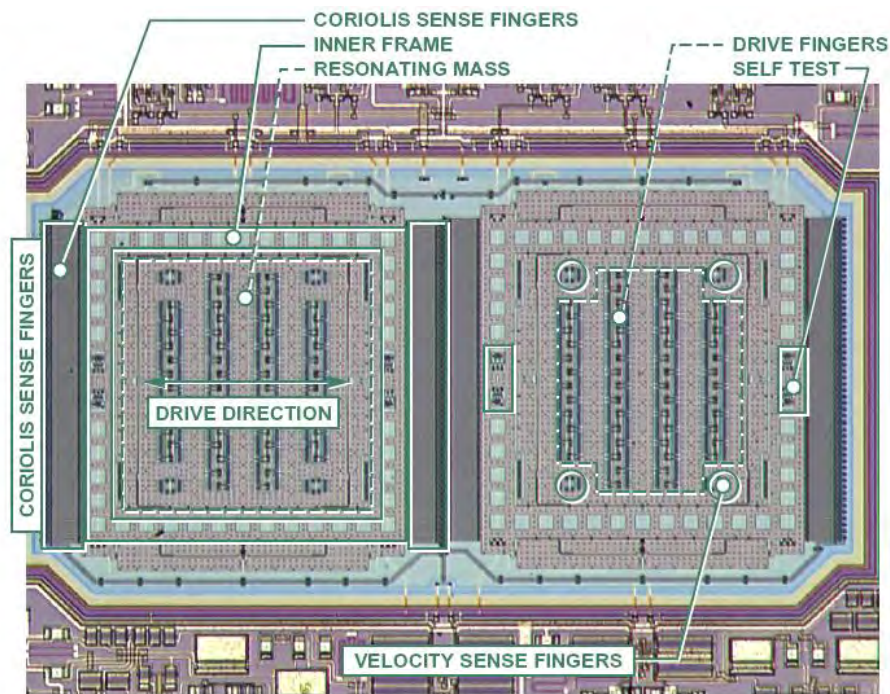 CORIOLIS SENSE FINGERS
INNER FRAME
RESONATING MASS
DRIVE FINGERS
SELF TEST
CORIOLIS SENSE FINGERS
DRIVE DIRECTION
VELOCITY SENSE FINGERS